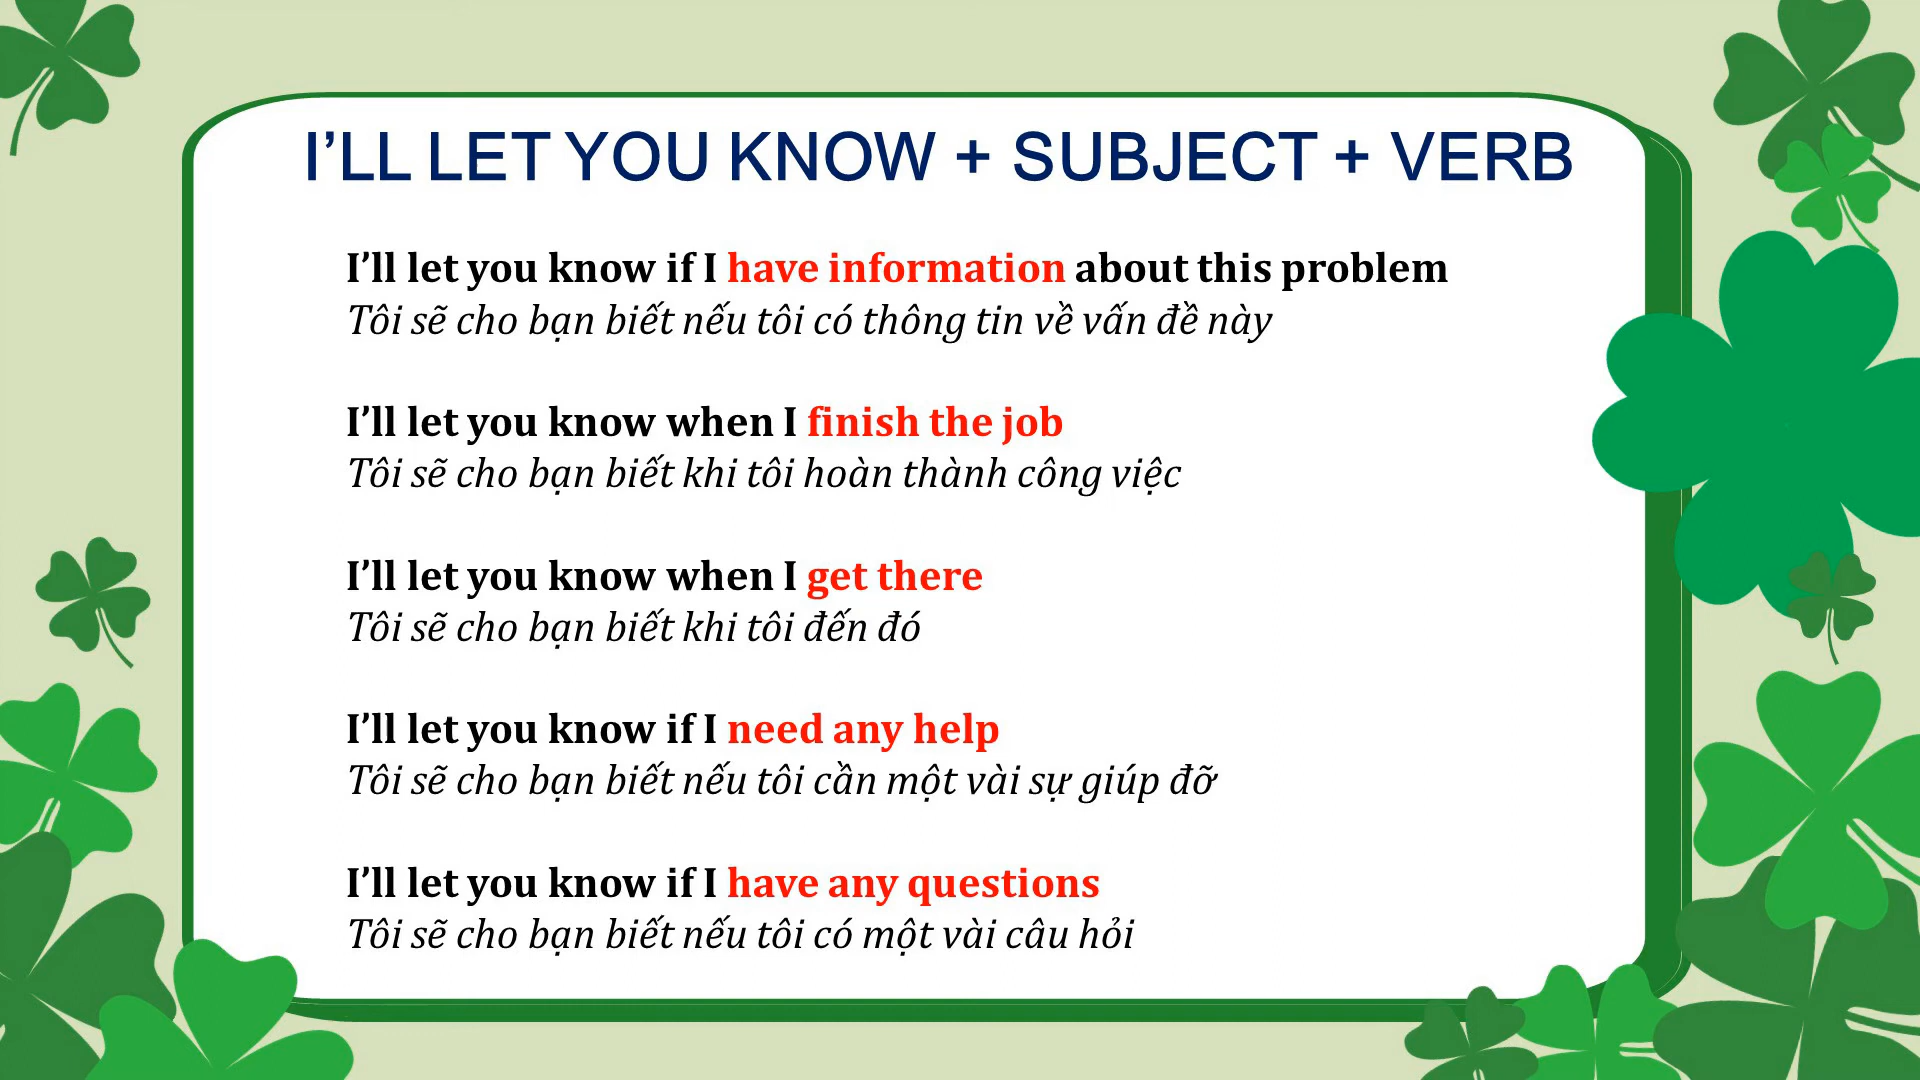 I’LL LET YOU KNOW + SUBJECT + VERB
I’ll let you know if I have information about this problem
Tôi sẽ cho bạn biết nếu tôi có thông tin về vấn đề này
I’ll let you know when I finish the job
Tôi sẽ cho bạn biết khi tôi hoàn thành công việc
I’ll let you know when I get there
Tôi sẽ cho bạn biết khi tôi đến đó
I’ll let you know if I need any help
Tôi sẽ cho bạn biết nếu tôi cần một vài sự giúp đỡ
I’ll let you know if I have any questions
Tôi sẽ cho bạn biết nếu tôi có một vài câu hỏi